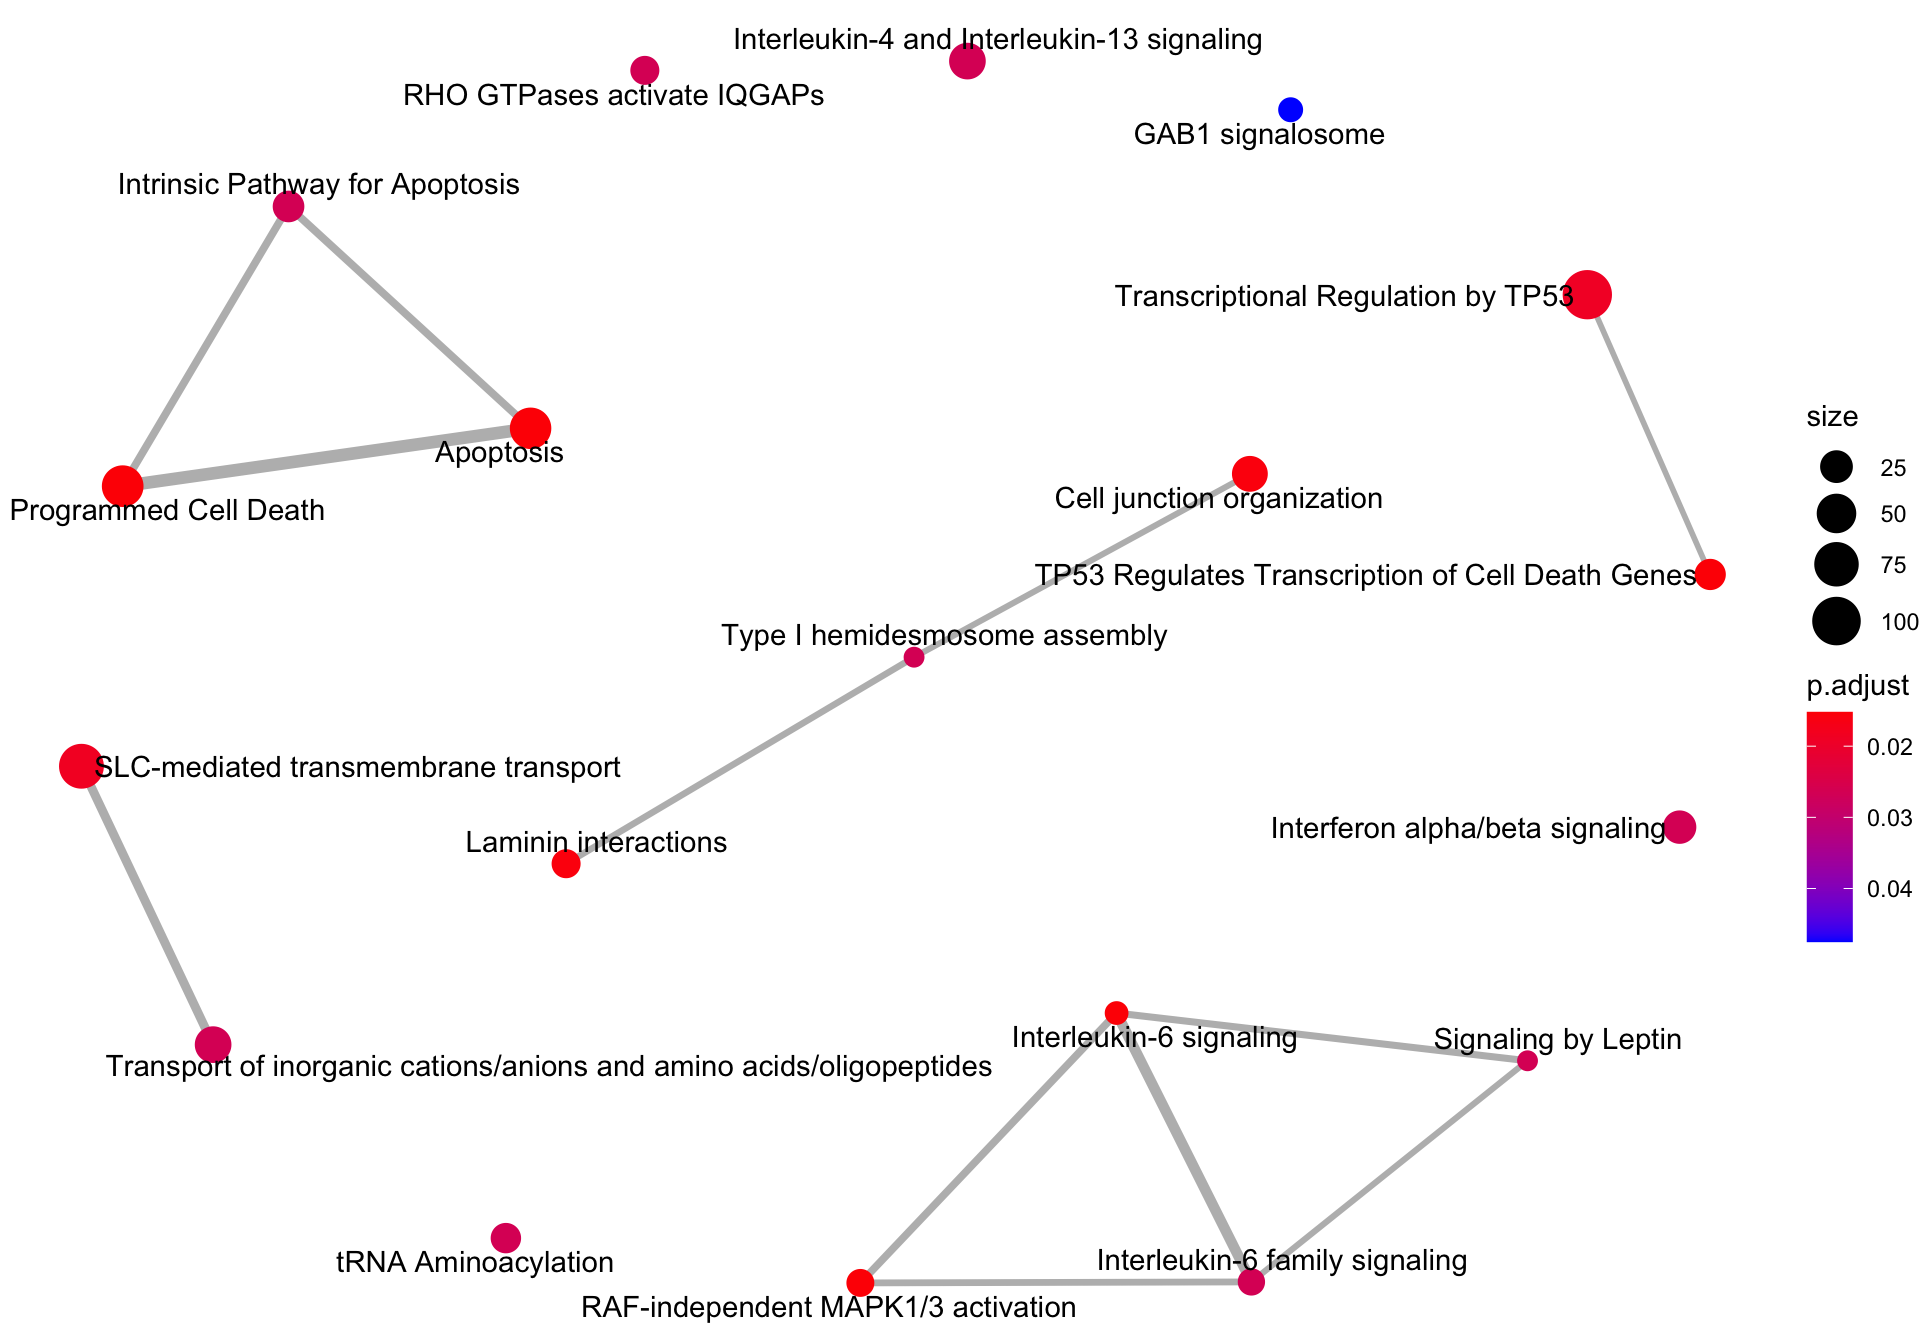 Interleukin-4 and Interleukin-13 signaling
RHO GTPases activate IQGAPs
GAB1 signalosome
Intrinsic Pathway for Apoptosis
Transcriptional Regulation by TP53
Apoptosis
Programmed Cell Death
Cell junction organization
TP53 Regulates Transcription of Cell Death Genes
Type I hemidesmosome assembly
SLC-mediated transmembrane transport
Laminin interactions
Interferon alpha/beta signaling
Interleukin-6 signaling
Signaling by Leptin
Transport of inorganic cations/anions and amino acids/oligopeptides
tRNA Aminoacylation
Interleukin-6 family signaling
RAF-independent MAPK1/3 activation
size
25
50
75
100
p.adjust
0.02
0.03
0.04